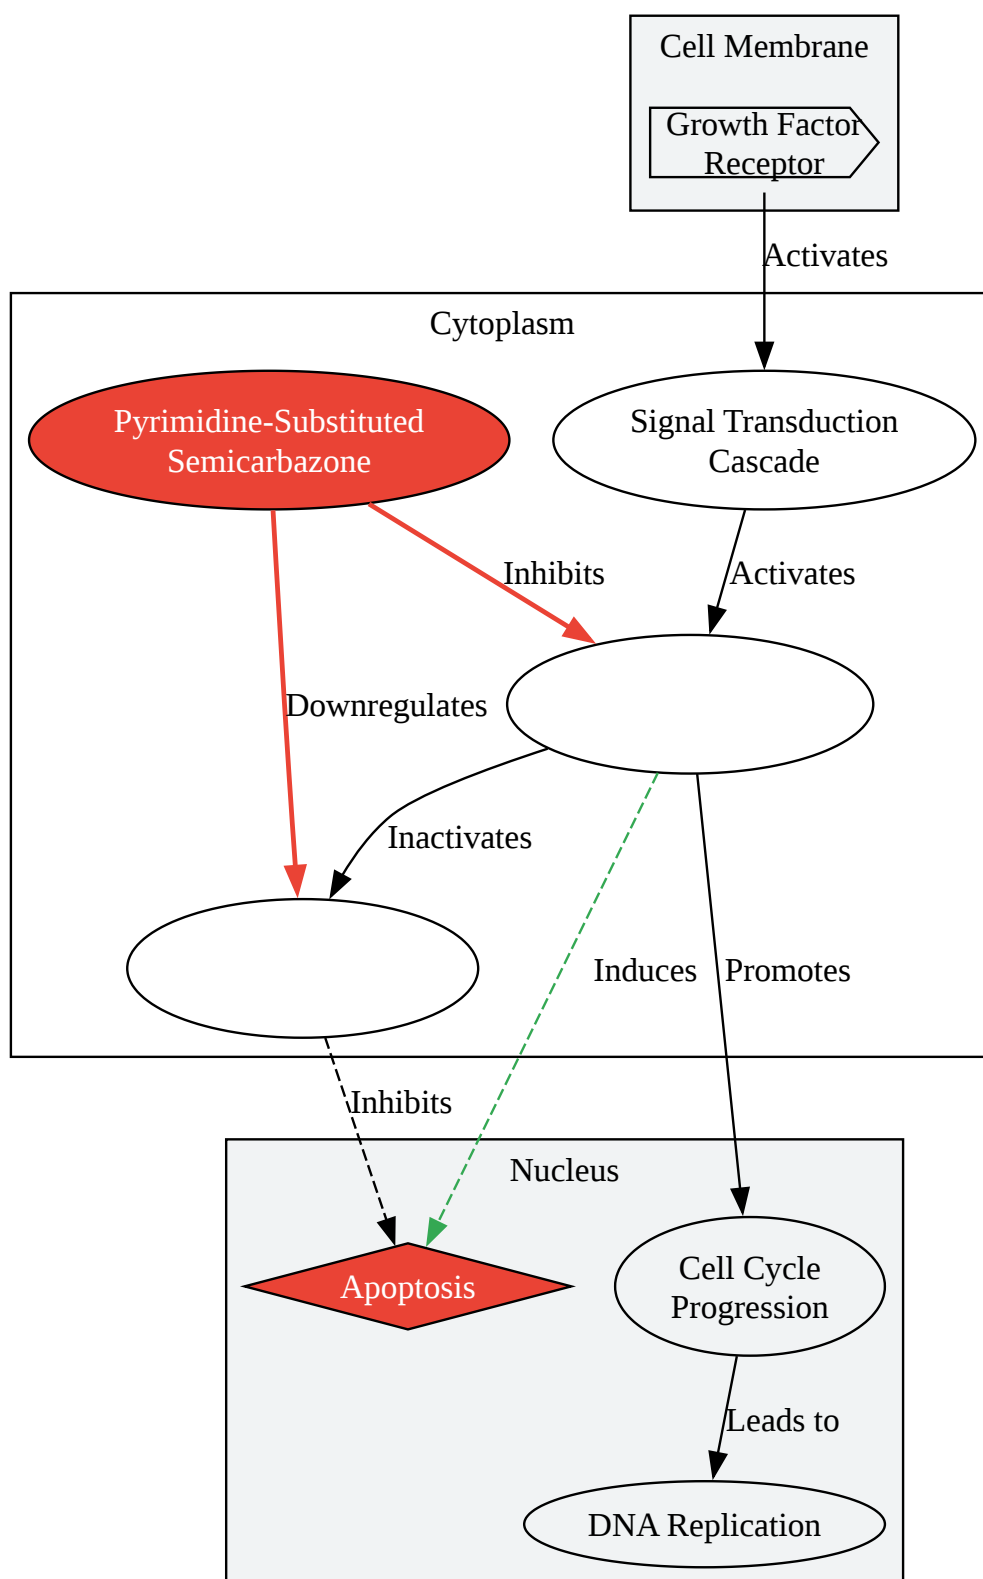 Cell Membrane
Growth Factor
Receptor
Activates
Cytoplasm
Pyrimidine-Substituted
Semicarbazone
Signal Transduction
Cascade
Inhibits
Activates
Downregulates
Inactivates
Induces
Promotes
Inhibits
Nucleus
Apoptosis
Cell Cycle
Progression
Leads to
DNA Replication